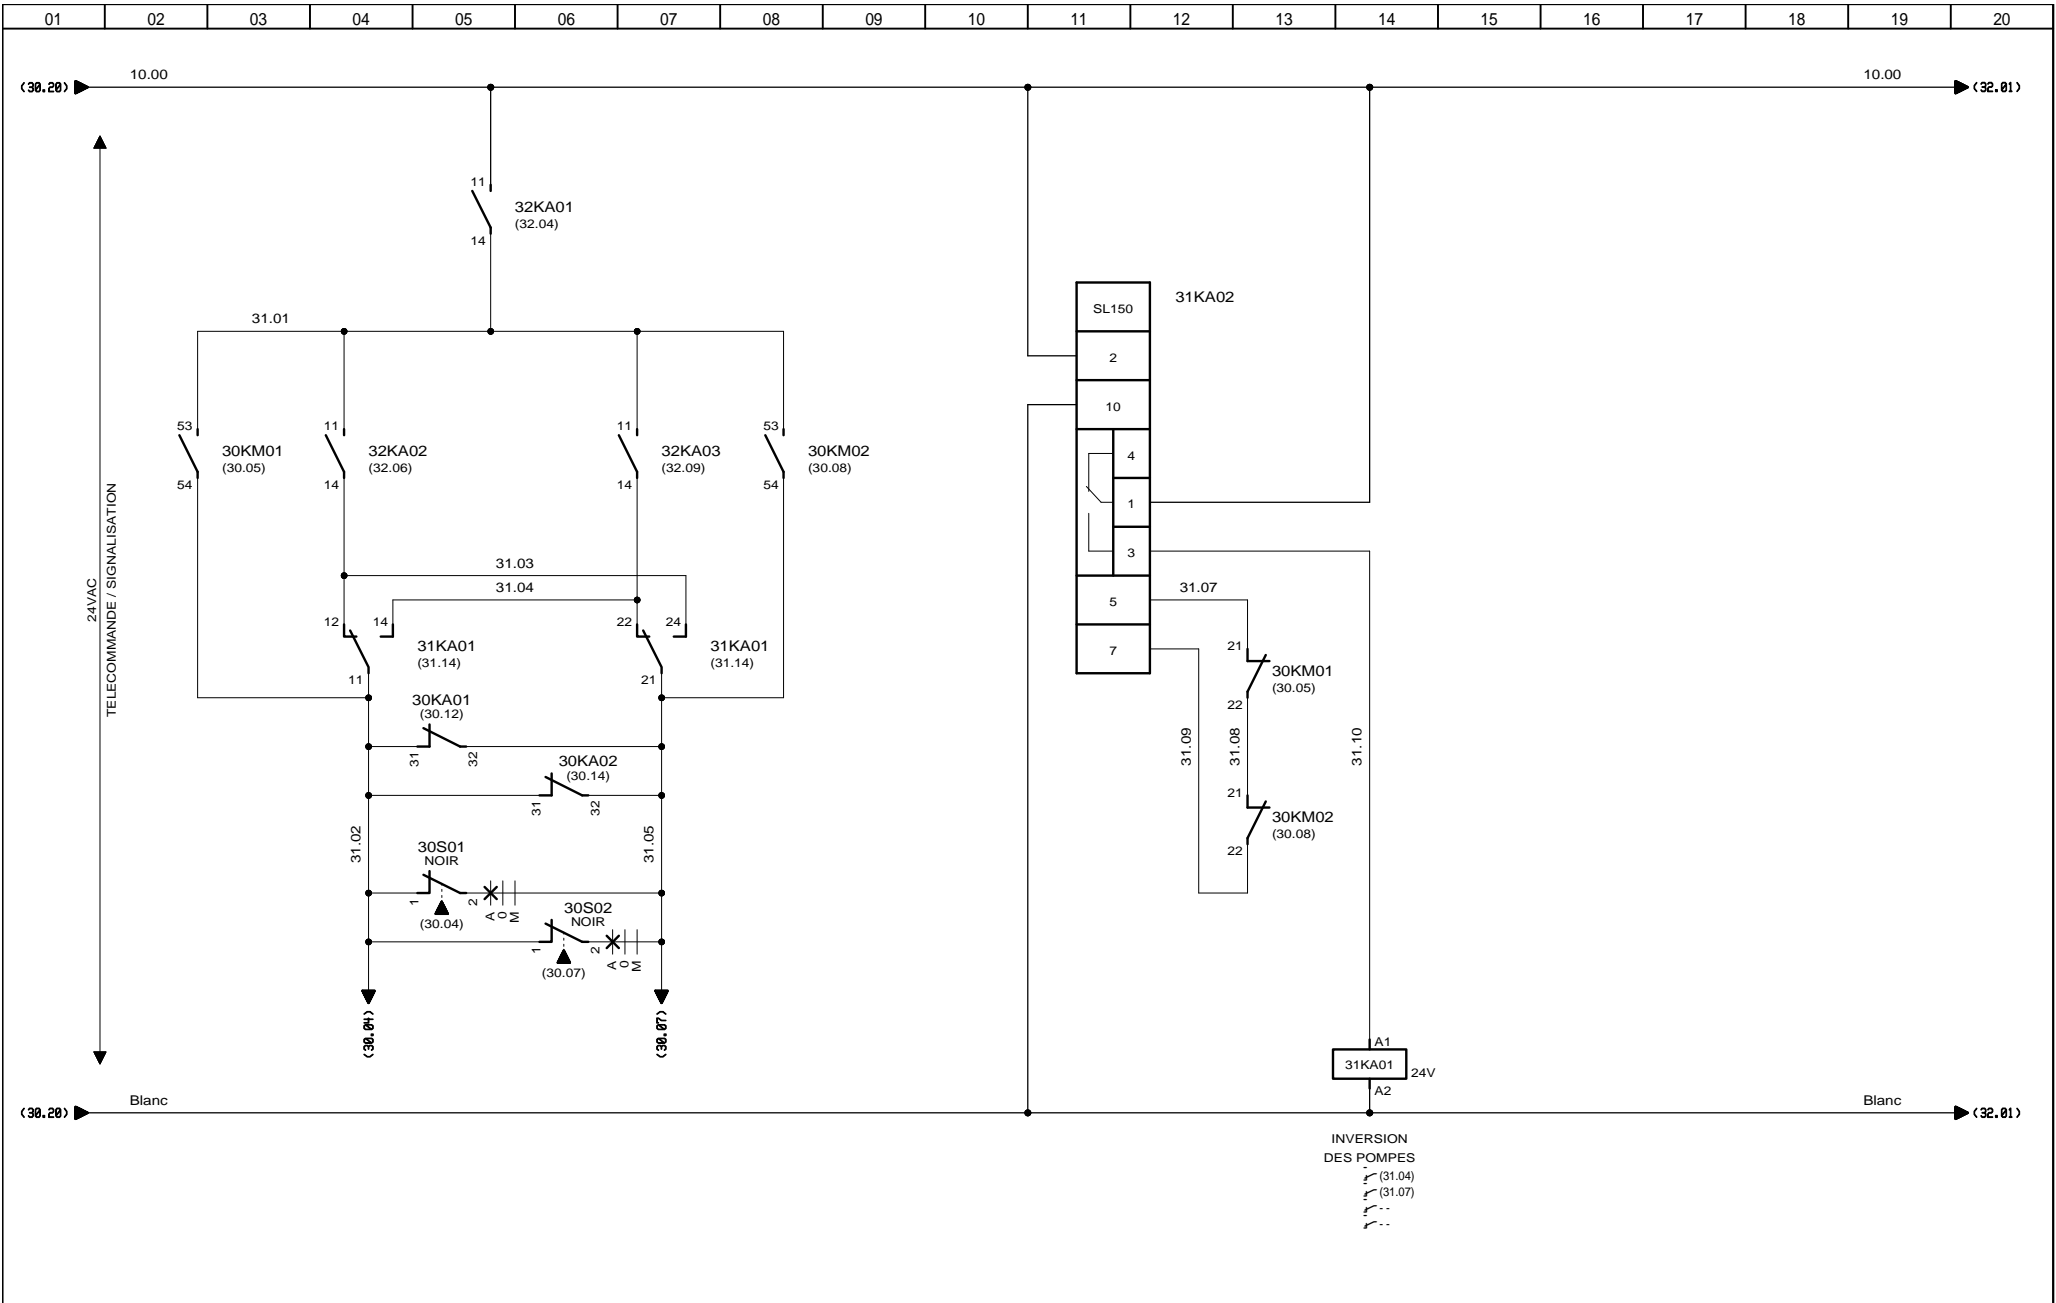 01 02 03 04 05 06 07 08 09 10 11 12 13 14 15 16 17 18 19 20
10.00 10.00
(30.20) (32.01)
11
32KA01
(32.04)
14
31KA02
SL150
31.01
2
10
53 11 11 53
30KM01 32KA02 32KA03 30KM02
(30.05) (32.06) (32.09) (30.08)
54 14 14 54
4
1
3
31.03
31.04
31.07
5
12 14 22 24
31KA01 31KA01
(31.14) (31.14)
11 21
7
21
30KM01
(30.05)
22
24VAC
TELECOMMANDE / SIGNALISATION
30KA01
(30.12)
31 32
30KA02
(30.14)
31 32
31.09 31.08 31.10
21
30KM02
(30.08)
22
31.02 31.05
30S01
NOIR
1 2 A 0 M
(30.04)
30S02
NOIR
1 2 A 0 M
(30.07)
(30.04) (30.07)
A1
31KA01 24V
A2
Blanc Blanc
(30.20) (32.01)
INVERSION
DES POMPES
(31.04)
(31.07)
--
--